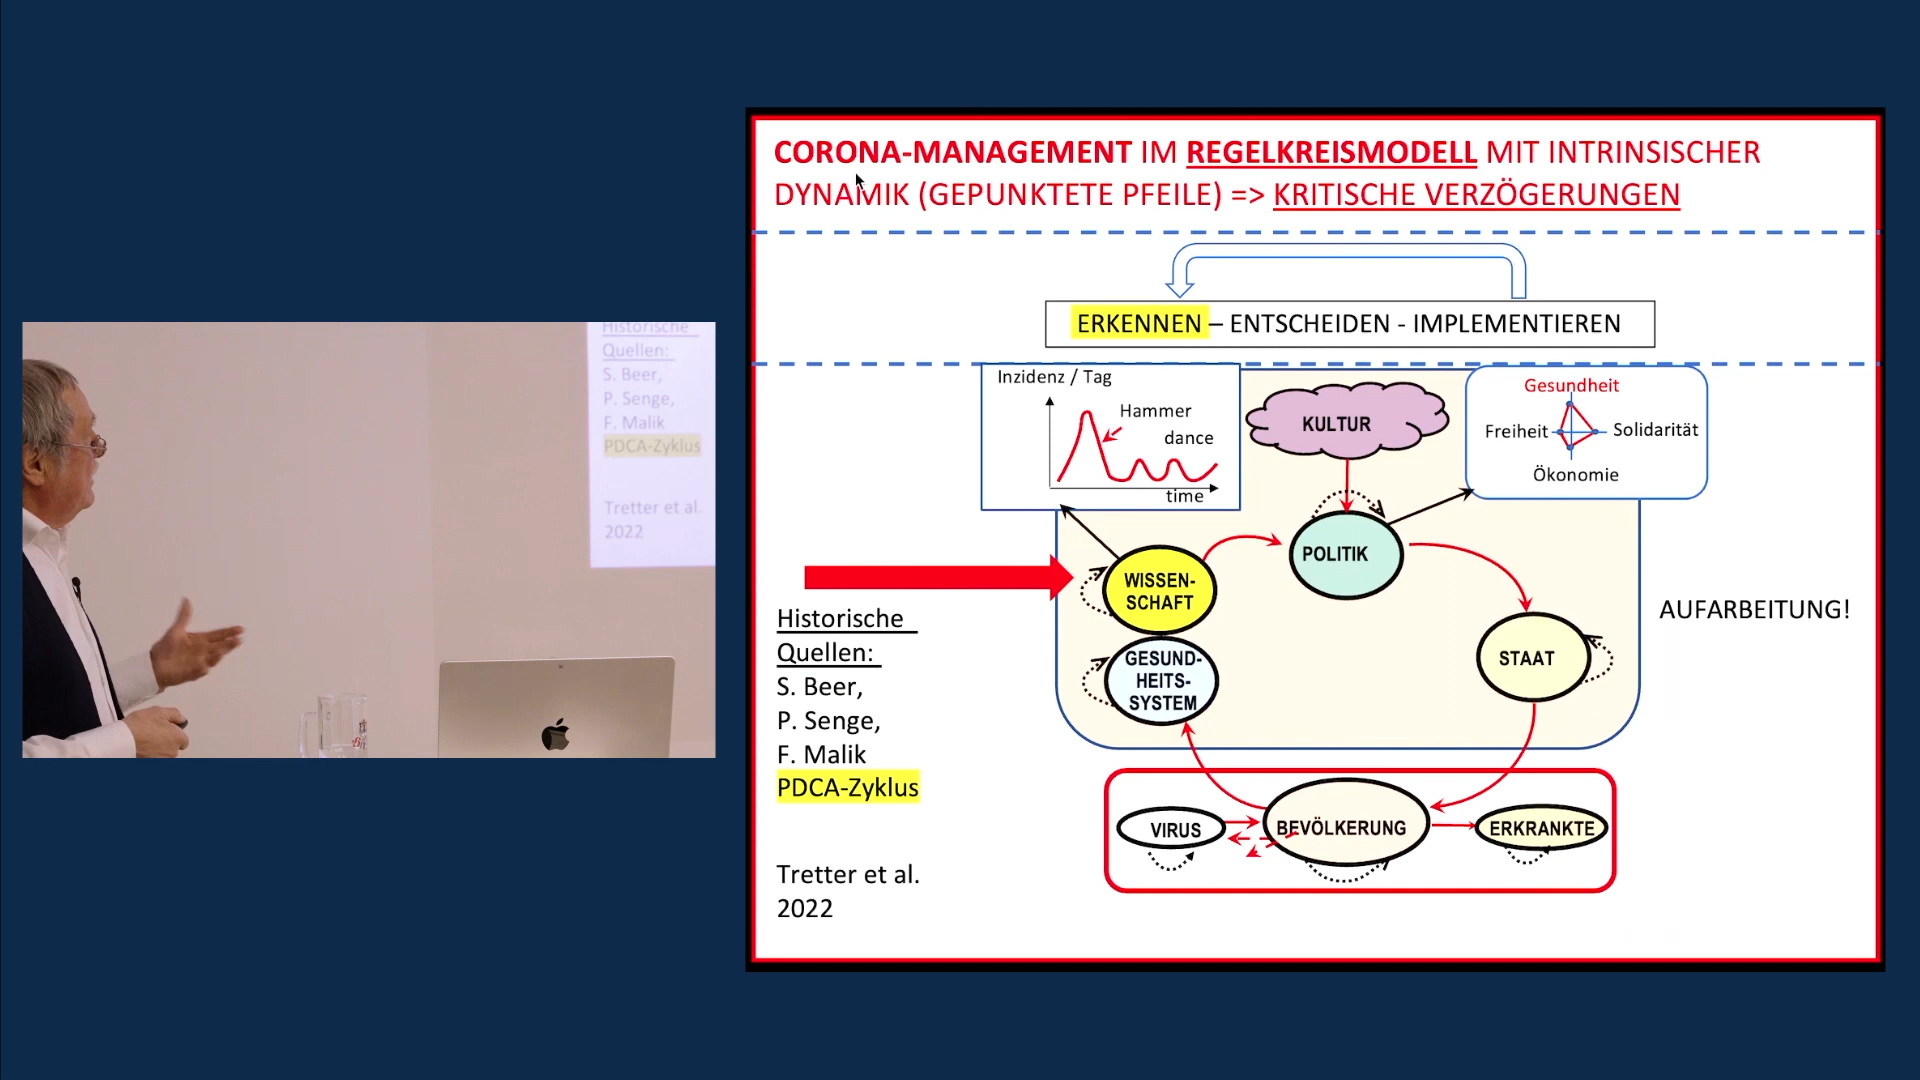 Historische
Quellen:
S. Beer,
P. Senge,
F. Malik
PDCA-Zyklus
Tretter et al.
2022
CORONA-MANAGEMENT IM REGELKREISMODELL MIT INTRINSISCHER
DYNAMIK (GEPUNKTETE PFEILE) => KRITISCHE VERZÖGERUNGEN
ERKENNEN – ENTSCHEIDEN - IMPLEMENTIEREN
Inzidenz / Tag
Hammer
dance
time
KULTUR
Gesundheit
Freiheit
Solidarität
Ökonomie
POLITIK
WISSEN-
SCHAFT
GESUND-
HEITS-
SYSTEM
STAAT
AUFARBEITUNG!
Historische
Quellen:
S. Beer,
P. Senge,
F. Malik
PDCA-Zyklus
VIRUS
BEVÖLKERUNG
ERKRANKTE
Tretter et al.
2022